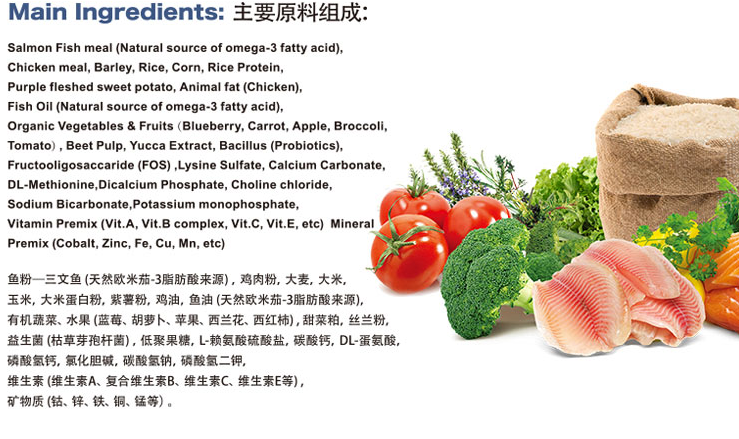 Main Ingredients: 主要原料组成:
Salmon Fish meal (Natural source of omega-3 fatty acid),
Chicken meal, Barley, Rice, Corn, Rice Protein,
Purple fleshed sweet potato, Animal fat (Chicken),
Fish Oil (Natural source of omega-3 fatty acid),
Organic Vegetables & Fruits (Blueberry, Carrot, Apple, Broccoli,
Tomato) , Beet Pulp, Yucca Extract, Bacillus (Probiotics),
Fructooligosaccaride (FOS) ,Lysine Sulfate, Calcium Carbonate,
DL-Methionine,Dicalcium Phosphate, Choline chloride,
Sodium Bicarbonate,Potassium monophosphate,
Vitamin Premix (Vit.A, Vit.B complex, Vit.C, Vit.E, etc) Mineral
Premix (Cobalt, Zinc, Fe, Cu, Mn, etc)
鱼粉—三文鱼 (天然欧米茄-3脂肪酸来源) , 鸡肉粉, 大麦, 大米,
玉米, 大米蛋白粉, 紫薯粉, 鸡油, 鱼油 (天然欧米茄-3脂肪酸来源),
有机蔬菜、水果 (蓝莓、胡萝卜、苹果、西兰花、西红柿) , 甜菜粕, 丝兰粉,
益生菌 (枯草芽孢杆菌) , 低聚果糖, L-赖氨酸硫酸盐, 碳酸钙, DL-蛋氨酸,
磷酸氢钙, 氯化胆碱, 碳酸氢钠, 磷酸氢二钾,
维生素 (维生素A、复合维生素B、维生素C、维生素E等) ,
矿物质 (钴、锌、铁、铜、锰等) 。